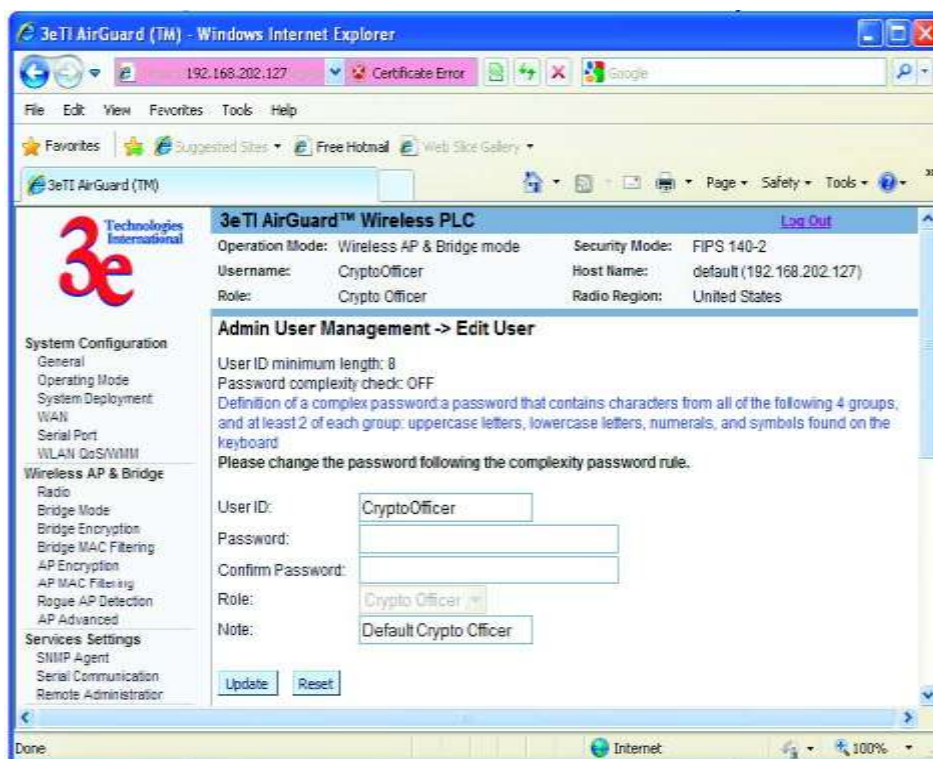 3eTI AirGuard (TM) - Windows Internet Explorer
192.168.202.127
Certificate Error
Google
File Edit View Favorites Tools Help
Favorites
Suggested Sites
Free Hotmail
Web Slice Gallery
3eTI AirGuard (TM)
Page
Safety
Tools
3e
Technologies
International
3eTI AirGuard™ Wireless PLC
Log Out
Operation Mode: Wireless AP & Bridge mode
Security Mode: FIPS 140-2
Username: CryptoOfficer
Host Name: default (192.168.202.127)
Role: Crypto Officer
Radio Region: United States
System Configuration
General
Operating Mode
System Deployment
WAN
Serial Port
WLAN QoS/WMM
Wireless AP & Bridge
Radio
Bridge Mode
Bridge Encryption
Bridge MAC Filtering
AP Encryption
AP MAC Filtering
Rogue AP Detection
AP Advanced
Services Settings
SNMP Agent
Serial Communication
Remote Administration
Admin User Management -> Edit User
User ID minimum length: 8
Password complexity check: OFF
Definition of a complex password:a password that contains characters from all of the following 4 groups,
and at least 2 of each group: uppercase letters, lowercase letters, numerals, and symbols found on the
keyboard
Please change the password following the complexity password rule.
User ID: CryptoOfficer
Password:
Confirm Password:
Role: Crypto Officer
Note: Default Crypto Officer
Update
Reset
Done
Internet
100%